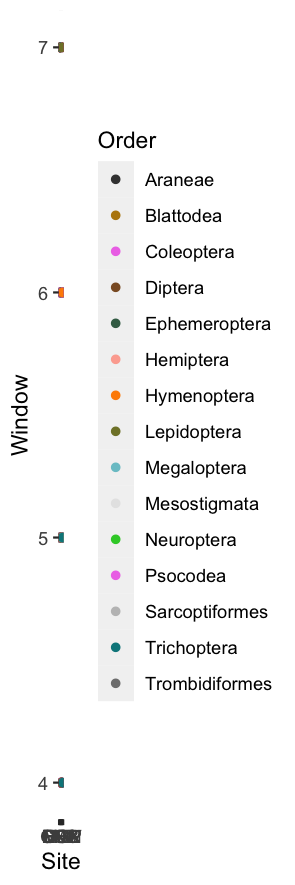 7
Order
Araneae
Blattodea
Coleoptera
Diptera
Ephemeroptera
6
Hemiptera
Hymenoptera
Lepidoptera
Window
Megaloptera
Mesostigmata
5
Neuroptera
Psocodea
Sarcoptiformes
Trichoptera
Trombidiformes
4
Site